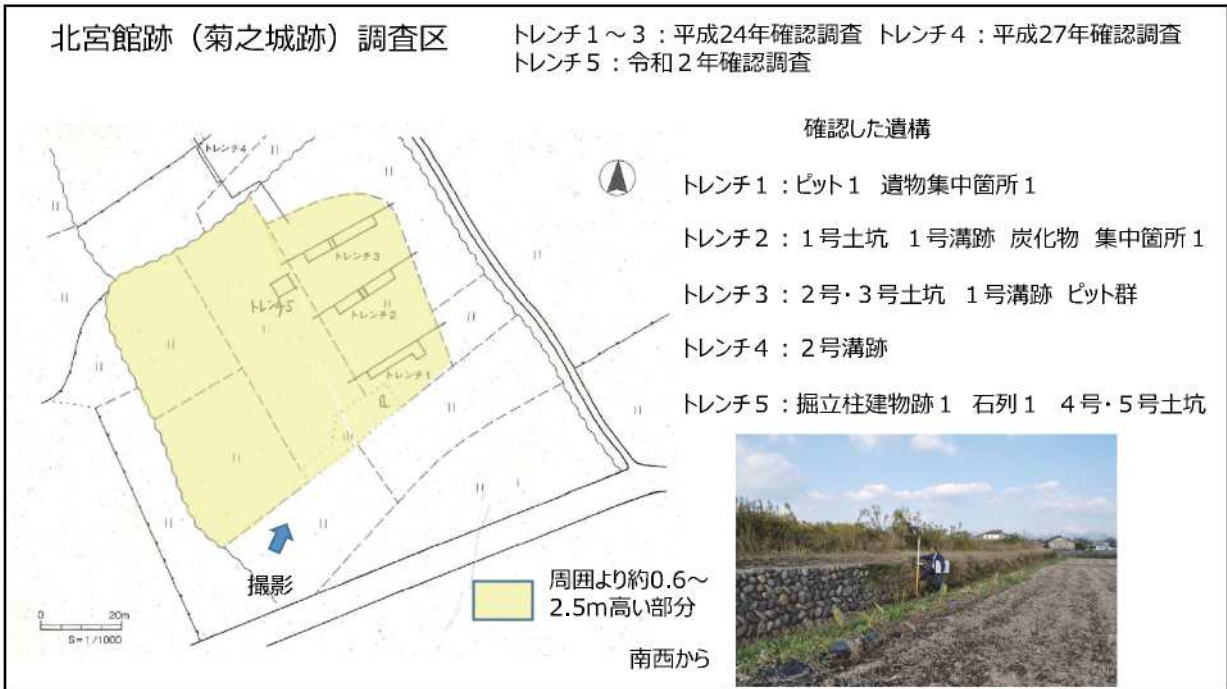 北宮館跡（菊之城跡）調査区
トレンチ１～３：平成24年確認調査 トレンチ４：平成27年確認調査
トレンチ５：令和２年確認調査
確認した遺構
トレンチ１：ピット１ 遺物集中箇所１
トレンチ２：１号土坑 １号溝跡 炭化物 集中箇所１
トレンチ３：２号・３号土坑 １号溝跡 ピット群
トレンチ４：２号溝跡
トレンチ５：掘立柱建物跡１ 石列１ ４号・５号土坑
トレンチ4
トレンチ3
トレンチ5
トレンチ2
トレンチ1
P
撮影
周囲より約0.6～
2.5m高い部分
0 20m
S=1/1000
南西から